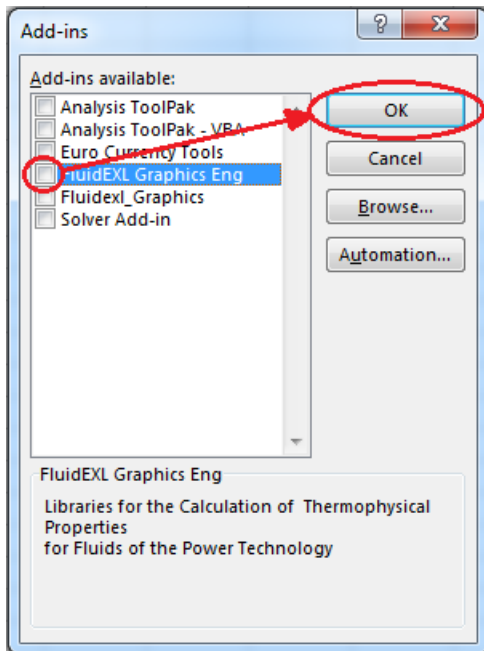 Add-ins
?
Add-ins available:
Analysis ToolPak
Analysis ToolPak - VBA
Euro Currency Tools
FluidEXL Graphics Eng
Fluidexl_Graphics
Solver Add-in
OK
Cancel
Browse...
Automation...
FluidEXL Graphics Eng
Libraries for the Calculation of Thermophysical
Properties
for Fluids of the Power Technology